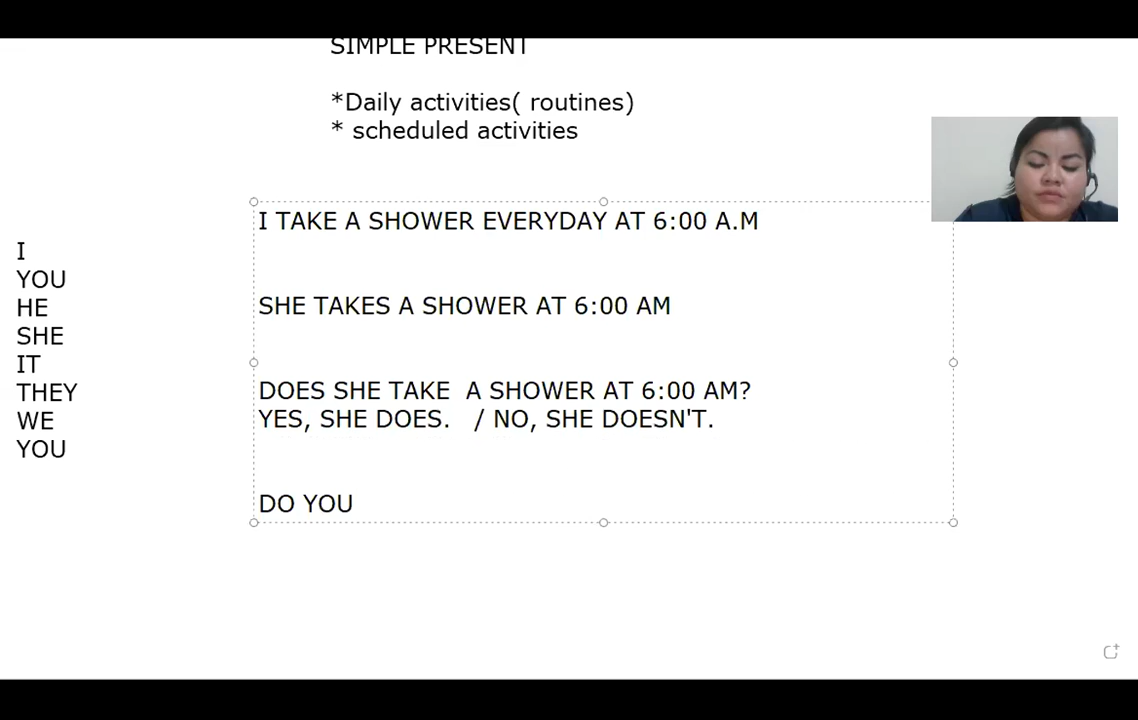 SIMPLE PRESENT
*Daily activities( routines)
* scheduled activities
I TAKE A SHOWER EVERYDAY AT 6:00 A.M
SHE TAKES A SHOWER AT 6:00 AM
DOES SHE TAKE  A SHOWER AT 6:00 AM?
YES, SHE DOES.   / NO, SHE DOESN'T.
DO YOU
I
YOU
HE
SHE
IT
THEY
WE
YOU